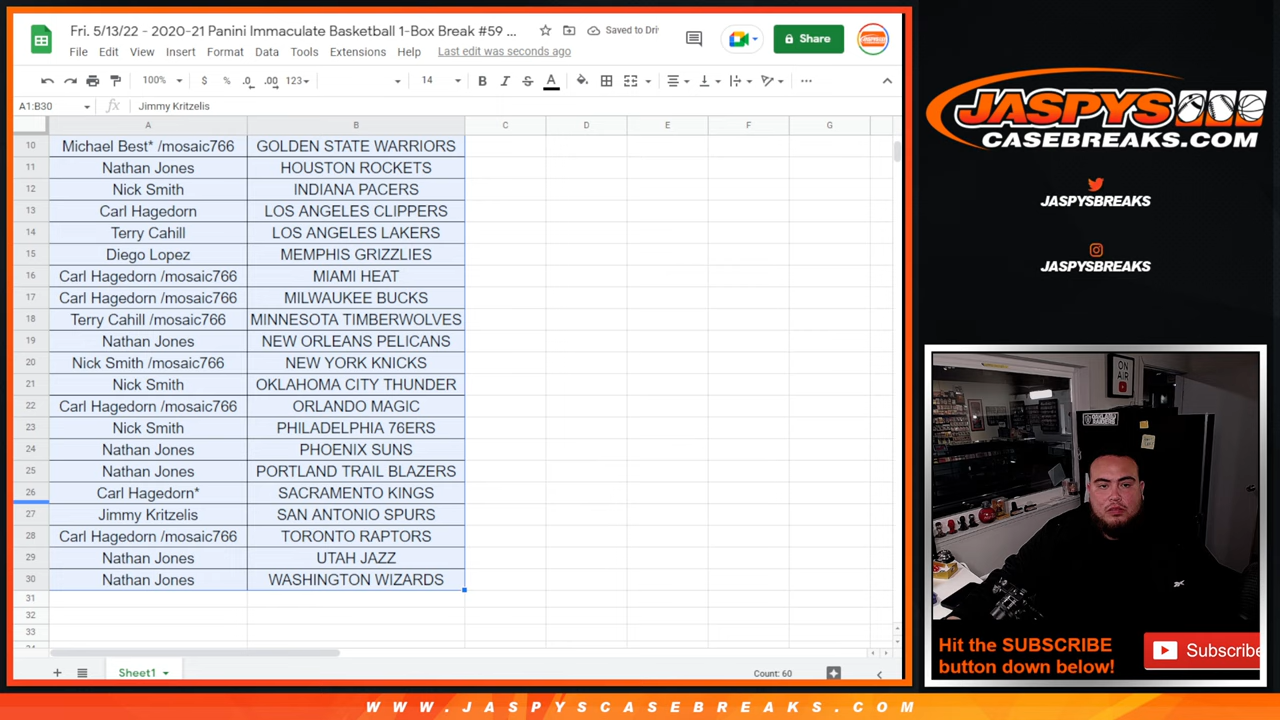 Fri. 5/13/22 - 2020-21 Panini Immaculate Basketball 1-Box Break #59 ...
Saved to Dri
Share
File Edit View Insert Format Data Tools Extensions Help Last edit was seconds ago
100% $ % .0 .00 123 14 B I S A
A1:B30 fx Jimmy Kritzelis
A B C D E F G
10 Michael Best* /mosaic766 GOLDEN STATE WARRIORS
11 Nathan Jones HOUSTON ROCKETS
12 Nick Smith INDIANA PACERS
13 Carl Hagedorn LOS ANGELES CLIPPERS
14 Terry Cahill LOS ANGELES LAKERS
15 Diego Lopez MEMPHIS GRIZZLIES
16 Carl Hagedorn /mosaic766 MIAMI HEAT
17 Carl Hagedorn /mosaic766 MILWAUKEE BUCKS
18 Terry Cahill /mosaic766 MINNESOTA TIMBERWOLVES
19 Nathan Jones NEW ORLEANS PELICANS
20 Nick Smith /mosaic766 NEW YORK KNICKS
21 Nick Smith OKLAHOMA CITY THUNDER
22 Carl Hagedorn /mosaic766 ORLANDO MAGIC
23 Nick Smith PHILADELPHIA 76ERS
24 Nathan Jones PHOENIX SUNS
25 Nathan Jones PORTLAND TRAIL BLAZERS
26 Carl Hagedorn* SACRAMENTO KINGS
27 Jimmy Kritzelis SAN ANTONIO SPURS
28 Carl Hagedorn /mosaic766 TORONTO RAPTORS
29 Nathan Jones UTAH JAZZ
30 Nathan Jones WASHINGTON WIZARDS
31
32
33
Sheet1
Count: 60
JASPYS
CASEBREAKS.COM
JASPYSBREAKS
JASPYSBREAKS
ON
AIR
Hit the SUBSCRIBE
button down below!
Subscribe
WWW.JASPYSCASEBREAKS.COM